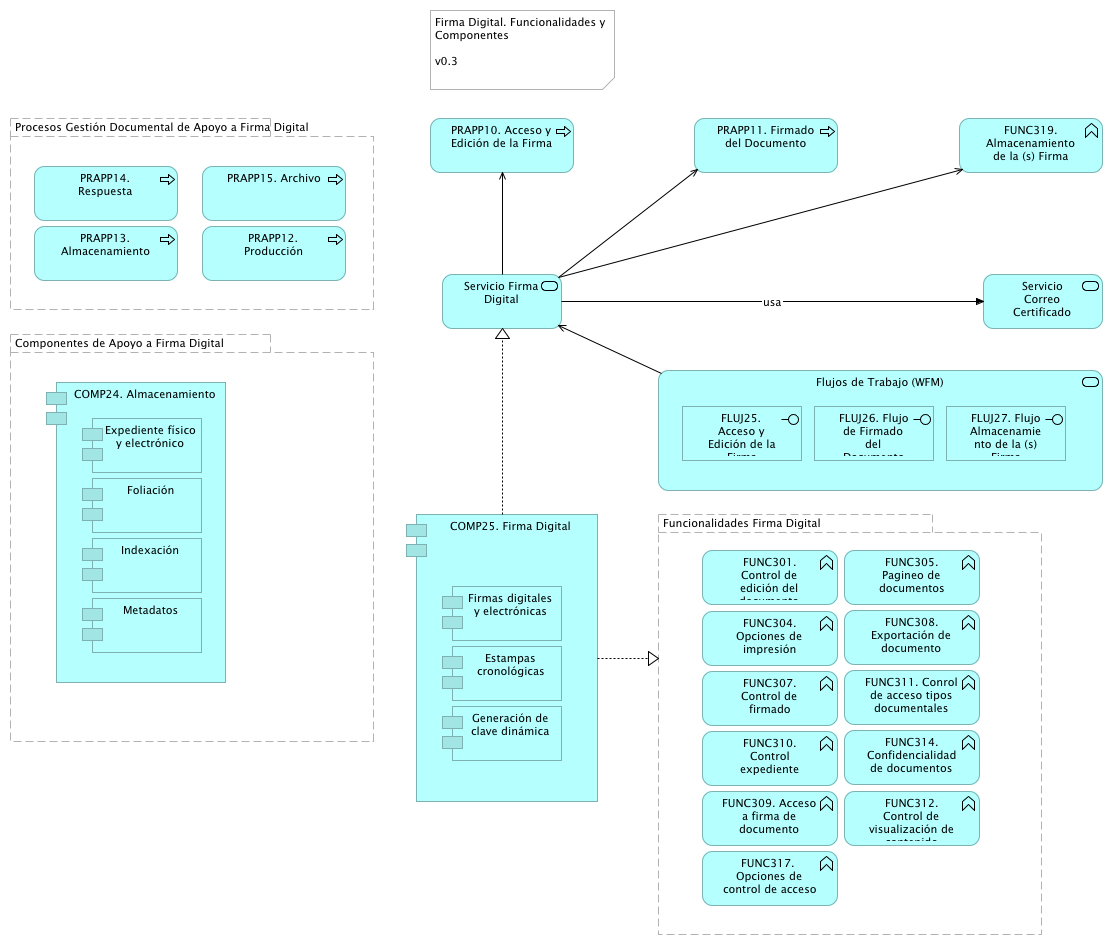 Firma Digital. Funcionalidades y
Componentes
v0.3
Procesos Gestión Documental de Apoyo a Firma Digital
PRAPP14.
Respuesta
PRAPP15. Archivo
PRAPP13.
Almacenamiento
PRAPP12.
Producción
PRAPP10. Acceso y
Edición de la Firma
PRAPP11. Firmado
del Documento
FUNC319.
Almacenamiento
de la (s) Firma
Servicio Firma
Digital
usa
Servicio
Correo
Certificado
Componentes de Apoyo a Firma Digital
COMP24. Almacenamiento
Expediente físico
y electrónico
Foliación
Indexación
Metadatos
Flujos de Trabajo (WFM)
FLUJ25.
Acceso y
Edición de la
Firma
FLUJ26. Flujo
de Firmado
del
Documento
FLUJ27. Flujo
Almacenamie
nto de la (s)
Firma
COMP25. Firma Digital
Firmas digitales
y electrónicas
Estampas
cronológicas
Generación de
clave dinámica
Funcionalidades Firma Digital
FUNC301.
Control de
edición del
documento
FUNC305.
Pagineo de
documentos
FUNC304.
Opciones de
impresión
FUNC308.
Exportación de
documento
FUNC307.
Control de
firmado
FUNC311. Conrol
de acceso tipos
documentales
FUNC310.
Control
expediente
FUNC314.
Confidencialidad
de documentos
FUNC309. Acceso
a firma de
documento
FUNC312.
Control de
visualización de
contenido
FUNC317.
Opciones de
control de acceso